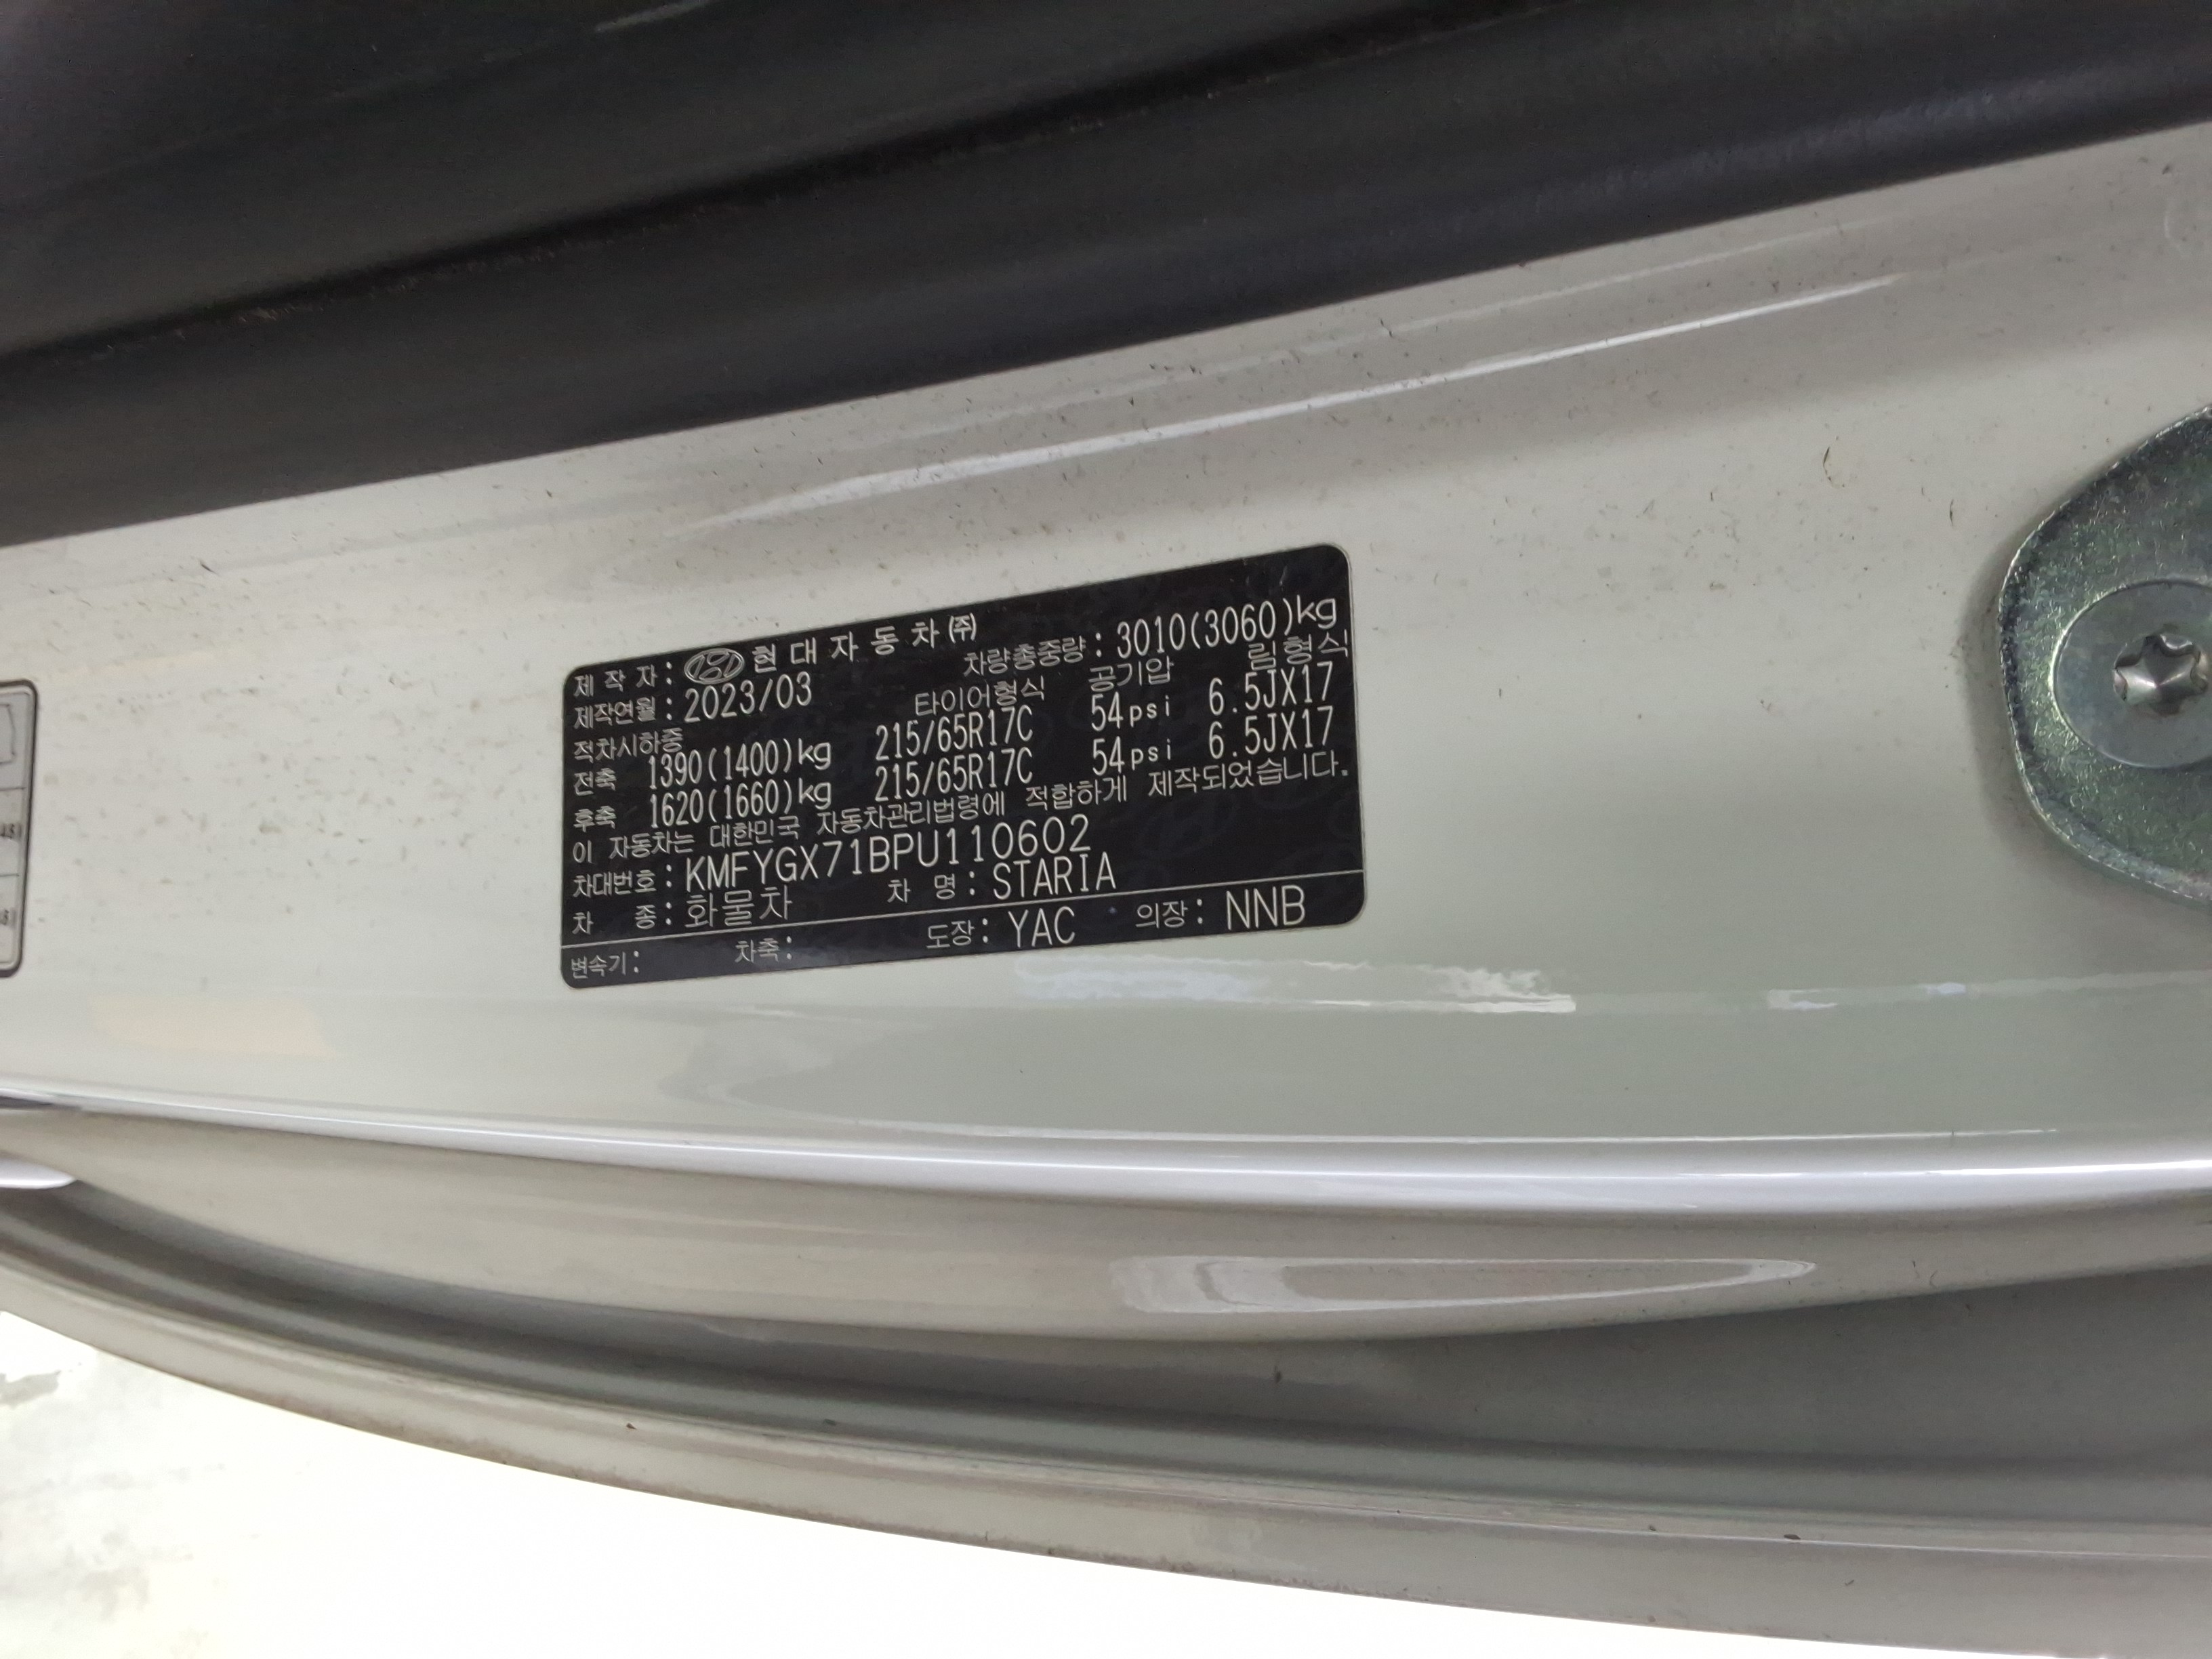 제 작 자 : 현대자동차㈜
제작연월 : 2023/03 차량총중량 : 3010(3060)kg
적차시하중 타이어형식 공기압 림형식
전축 1390(1400)kg 215/65R17C 54psi 6.5JX17
후축 1620(1660)kg 215/65R17C 54psi 6.5JX17
이 자동차는 대한민국 자동차관리법령에 적합하게 제작되었습니다.
차대번호 : KMFYGX71BPU110602
차 종 : 화물차 차 명 : STARIA
변속기 : 차축 : 도장 : YAC 의장 : NNB